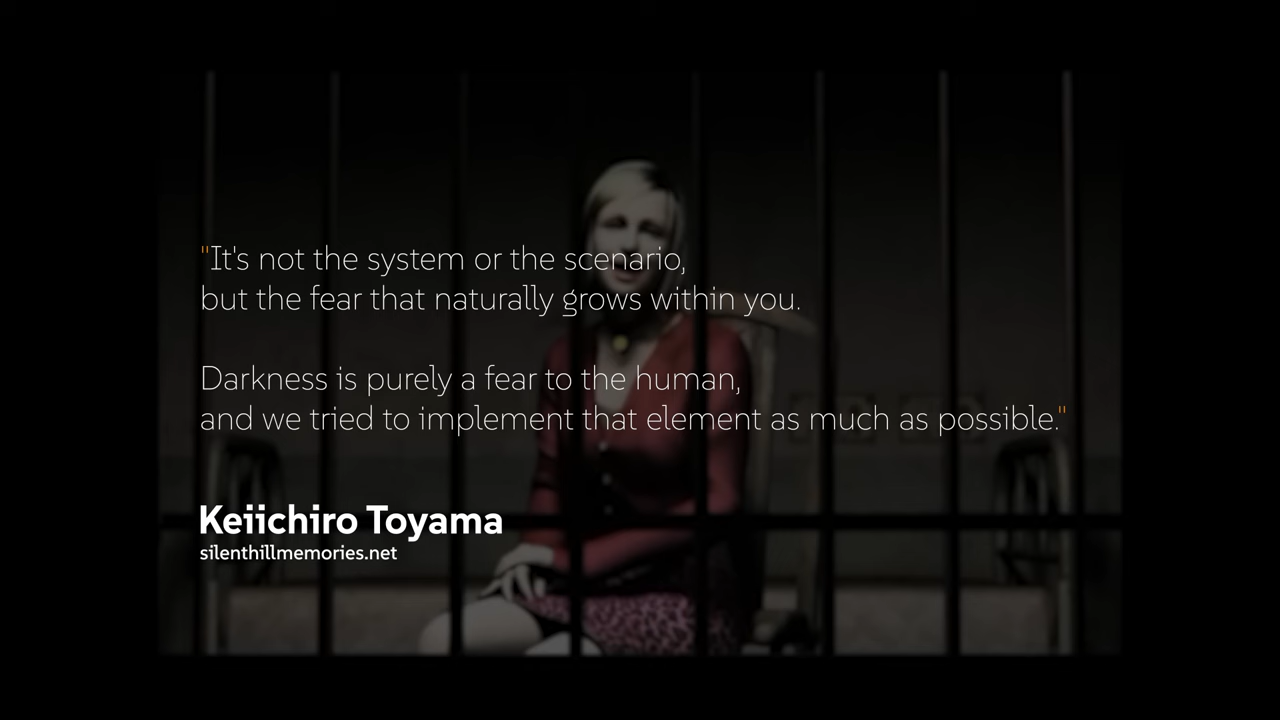 "It's not the system or the scenario,
but the fear that naturally grows within you.
Darkness is purely a fear to the human,
and we tried to implement that element as much as possible."
Keiichiro Toyama
silenthillmemories.net